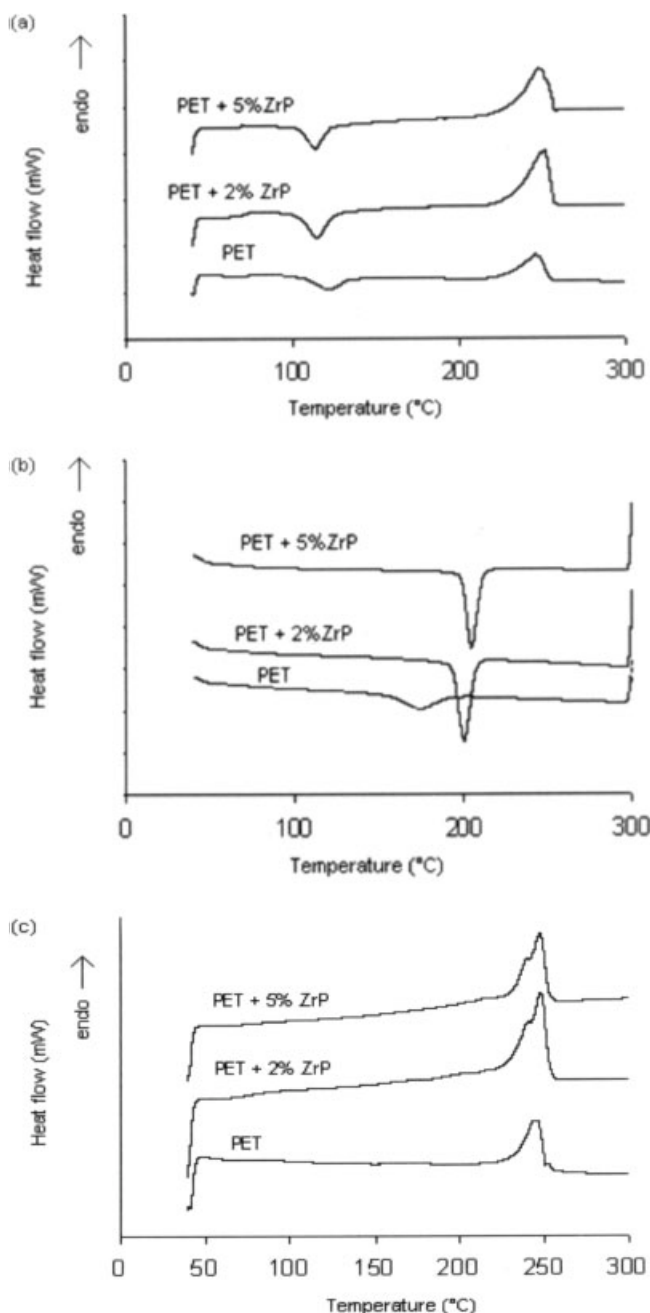 (a)
endo
Heat flow (mW)
PET + 5%ZrP
PET + 2% ZrP
PET
0 100 200 300
Temperature (°C)
(b)
endo
Heat flow (mW)
PET + 5%ZrP
PET + 2%ZrP
PET
0 100 200 300
Temperature (°C)
(c)
endo
Heat flow (mW)
PET + 5% ZrP
PET + 2% ZrP
PET
0 50 100 150 200 250 300
Temperature (°C)